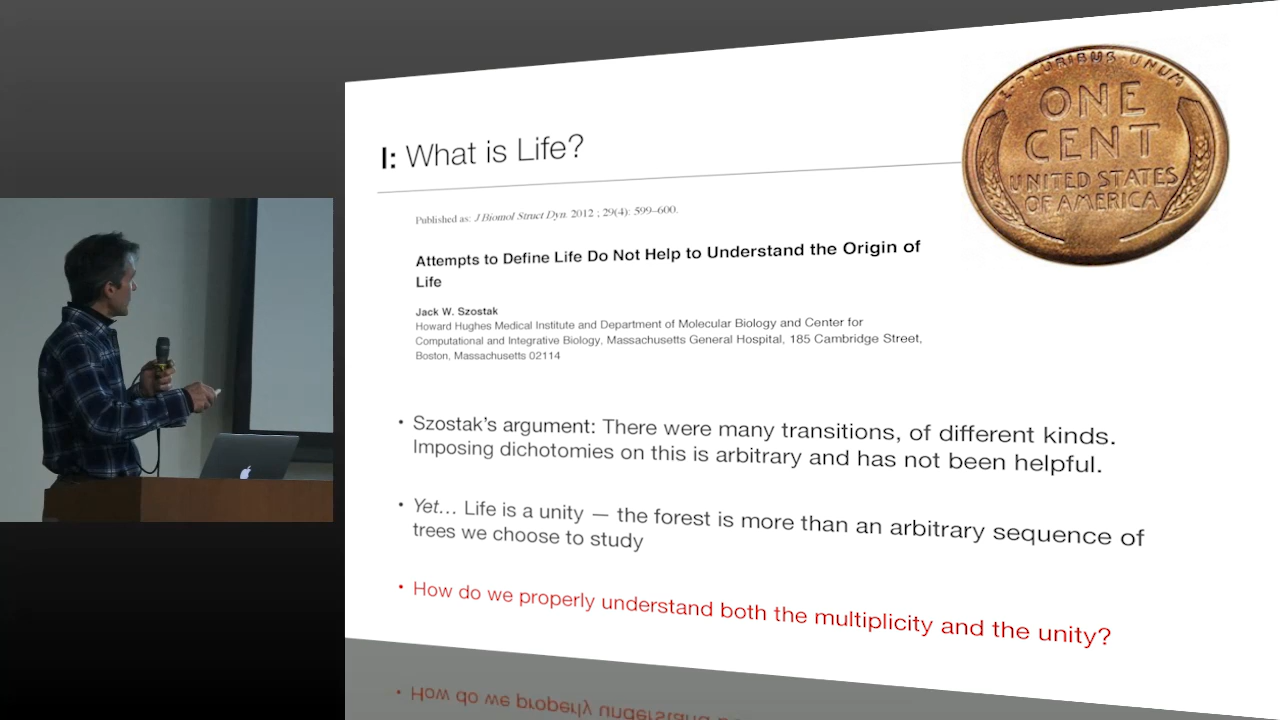 E · PLURIBUS · UNUM
ONE
CENT
UNITED STATES
OF AMERICA
I: What is Life?
Published as: J Biomol Struct Dyn. 2012 ; 29(4): 599–600.
Attempts to Define Life Do Not Help to Understand the Origin of
Life
Jack W. Szostak
Howard Hughes Medical Institute and Department of Molecular Biology and Center for
Computational and Integrative Biology, Massachusetts General Hospital, 185 Cambridge Street,
Boston, Massachusetts 02114
• Szostak's argument: There were many transitions, of different kinds.
Imposing dichotomies on this is arbitrary and has not been helpful.
• Yet... Life is a unity — the forest is more than an arbitrary sequence of
trees we choose to study
• How do we properly understand both the multiplicity and the unity?
• How do we properly understand